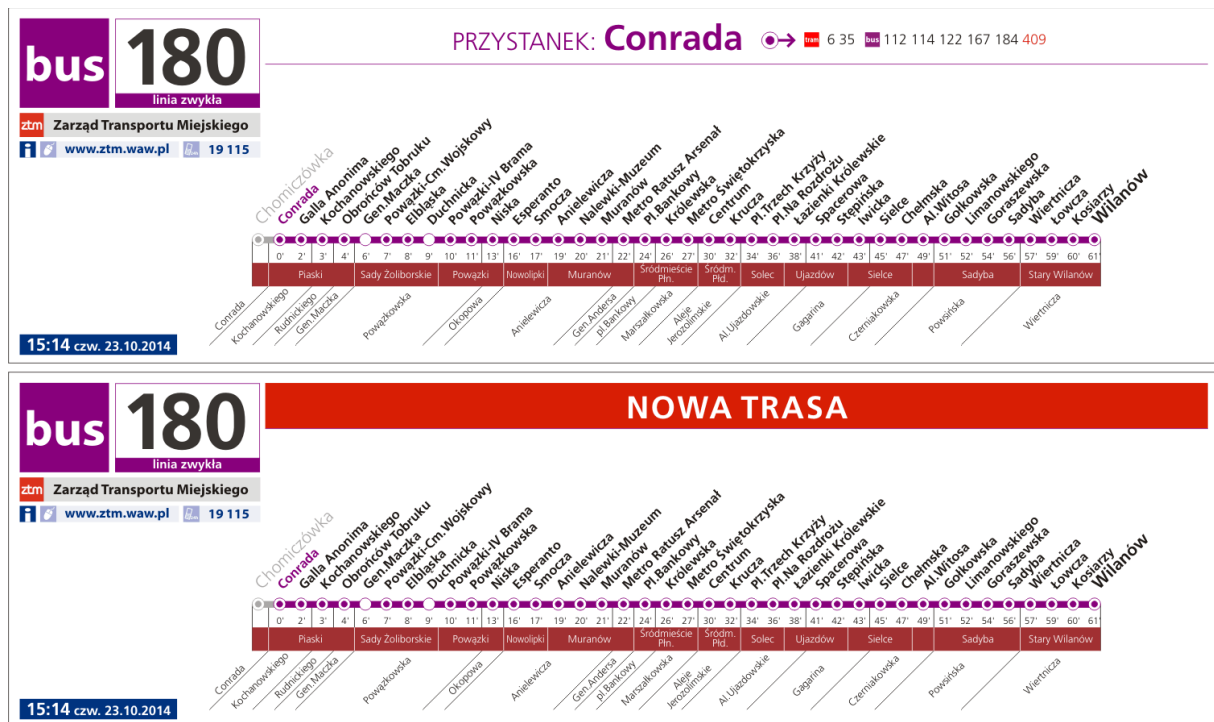 bus 180
linia zwykła
PRZYSTANEK: Conrada tram 6 35 bus 112 114 122 167 184 409
ztm Zarząd Transportu Miejskiego
i www.ztm.waw.pl 19 115
Chomiczówka
Conrada
Galla Anonima
Kochanowskiego
Obrońców Tobruku
Gen.Maczka
Powązki-Cm.Wojskowy
Elbląska
Duchnicka
Powązki-IV Brama
Powązkowska
Niska
Esperanto
Smocza
Anielewicza
Nalewki-Muzeum
Muranów
Metro Ratusz Arsenał
Pl.Bankowy
Królewska
Metro Świętokrzyska
Centrum
Krucza
Pl.Trzech Krzyży
Pl.Na Rozdrożu
Łazienki Królewskie
Spacerowa
Stępińska
Iwicka
Sielce
Chełmska
Al.Witosa
Gołkowska
Limanowskiego
Goraszewska
Sadyba
Wiertnicza
Łowcza
Kosiarzy
Wilanów
0' 2' 3' 4' 6' 7' 8' 9' 10' 11' 13' 16' 17' 19' 20' 21' 22' 24' 26' 27' 30' 32' 34' 36' 38' 41' 42' 43' 45' 47' 49' 51' 52' 54' 56' 57' 59' 60' 61'
Piaski Sady Żoliborskie Powązki Nowolipki Muranów Śródmieście Płn. Śródm. Płd. Solec Ujazdów Sielce Sadyba Stary Wilanów
Conrada
Kochanowskiego
Rudnickiego
Gen.Maczka
Powązkowska
Okopowa
Anielewicza
Gen.Andersa
pl.Bankowy
Marszałkowska
Aleje Jerozolimskie
Al.Ujazdowskie
Gagarina
Czerniakowska
Powsińska
Wiertnicza
15:14 czw. 23.10.2014
bus 180
linia zwykła
NOWA TRASA
ztm Zarząd Transportu Miejskiego
i www.ztm.waw.pl 19 115
Chomiczówka
Conrada
Galla Anonima
Kochanowskiego
Obrońców Tobruku
Gen.Maczka
Powązki-Cm.Wojskowy
Elbląska
Duchnicka
Powązki-IV Brama
Powązkowska
Niska
Esperanto
Smocza
Anielewicza
Nalewki-Muzeum
Muranów
Metro Ratusz Arsenał
Pl.Bankowy
Królewska
Metro Świętokrzyska
Centrum
Krucza
Pl.Trzech Krzyży
Pl.Na Rozdrożu
Łazienki Królewskie
Spacerowa
Stępińska
Iwicka
Sielce
Chełmska
Al.Witosa
Gołkowska
Limanowskiego
Goraszewska
Sadyba
Wiertnicza
Łowcza
Kosiarzy
Wilanów
0' 2' 3' 4' 6' 7' 8' 9' 10' 11' 13' 16' 17' 19' 20' 21' 22' 24' 26' 27' 30' 32' 34' 36' 38' 41' 42' 43' 45' 47' 49' 51' 52' 54' 56' 57' 59' 60' 61'
Piaski Sady Żoliborskie Powązki Nowolipki Muranów Śródmieście Płn. Śródm. Płd. Solec Ujazdów Sielce Sadyba Stary Wilanów
Conrada
Kochanowskiego
Rudnickiego
Gen.Maczka
Powązkowska
Okopowa
Anielewicza
Gen.Andersa
pl.Bankowy
Marszałkowska
Aleje Jerozolimskie
Al.Ujazdowskie
Gagarina
Czerniakowska
Powsińska
Wiertnicza
15:14 czw. 23.10.2014